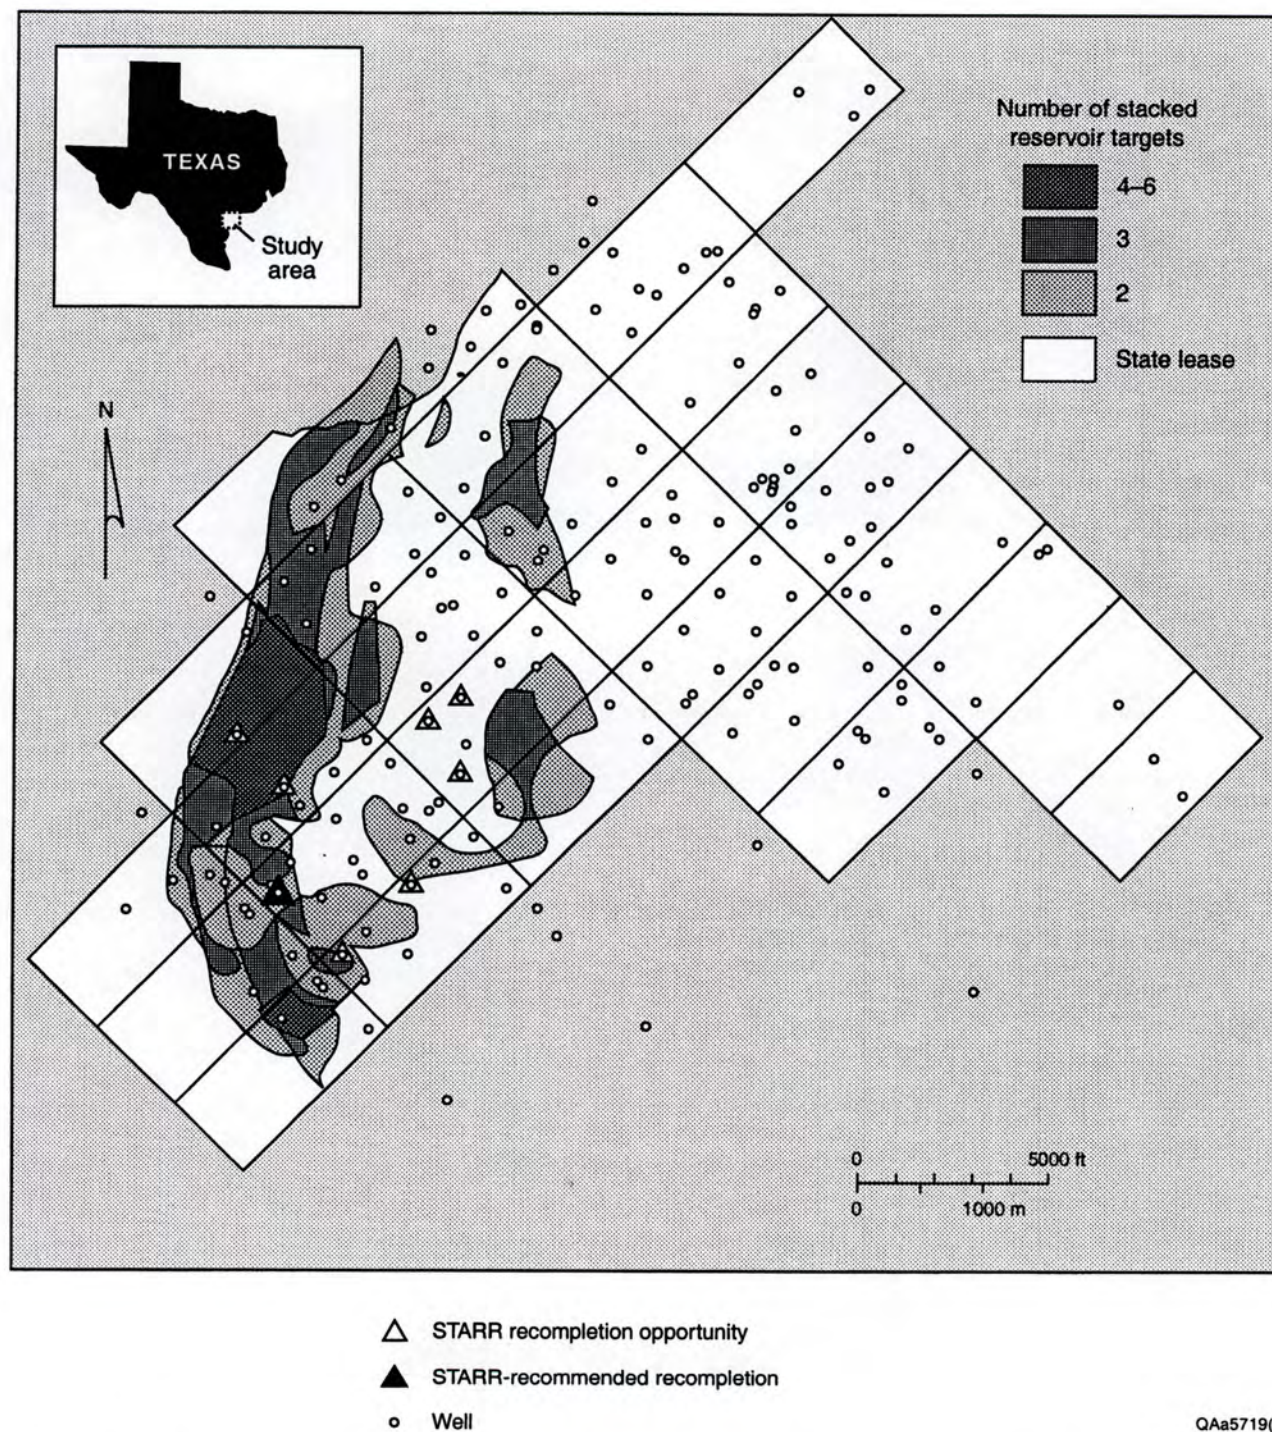 TEXAS
Study
area
Number of stacked
reservoir targets
4–6
3
2
State lease
N
0 5000 ft
0 1000 m
STARR recompletion opportunity
STARR-recommended recompletion
Well
QAa5719(